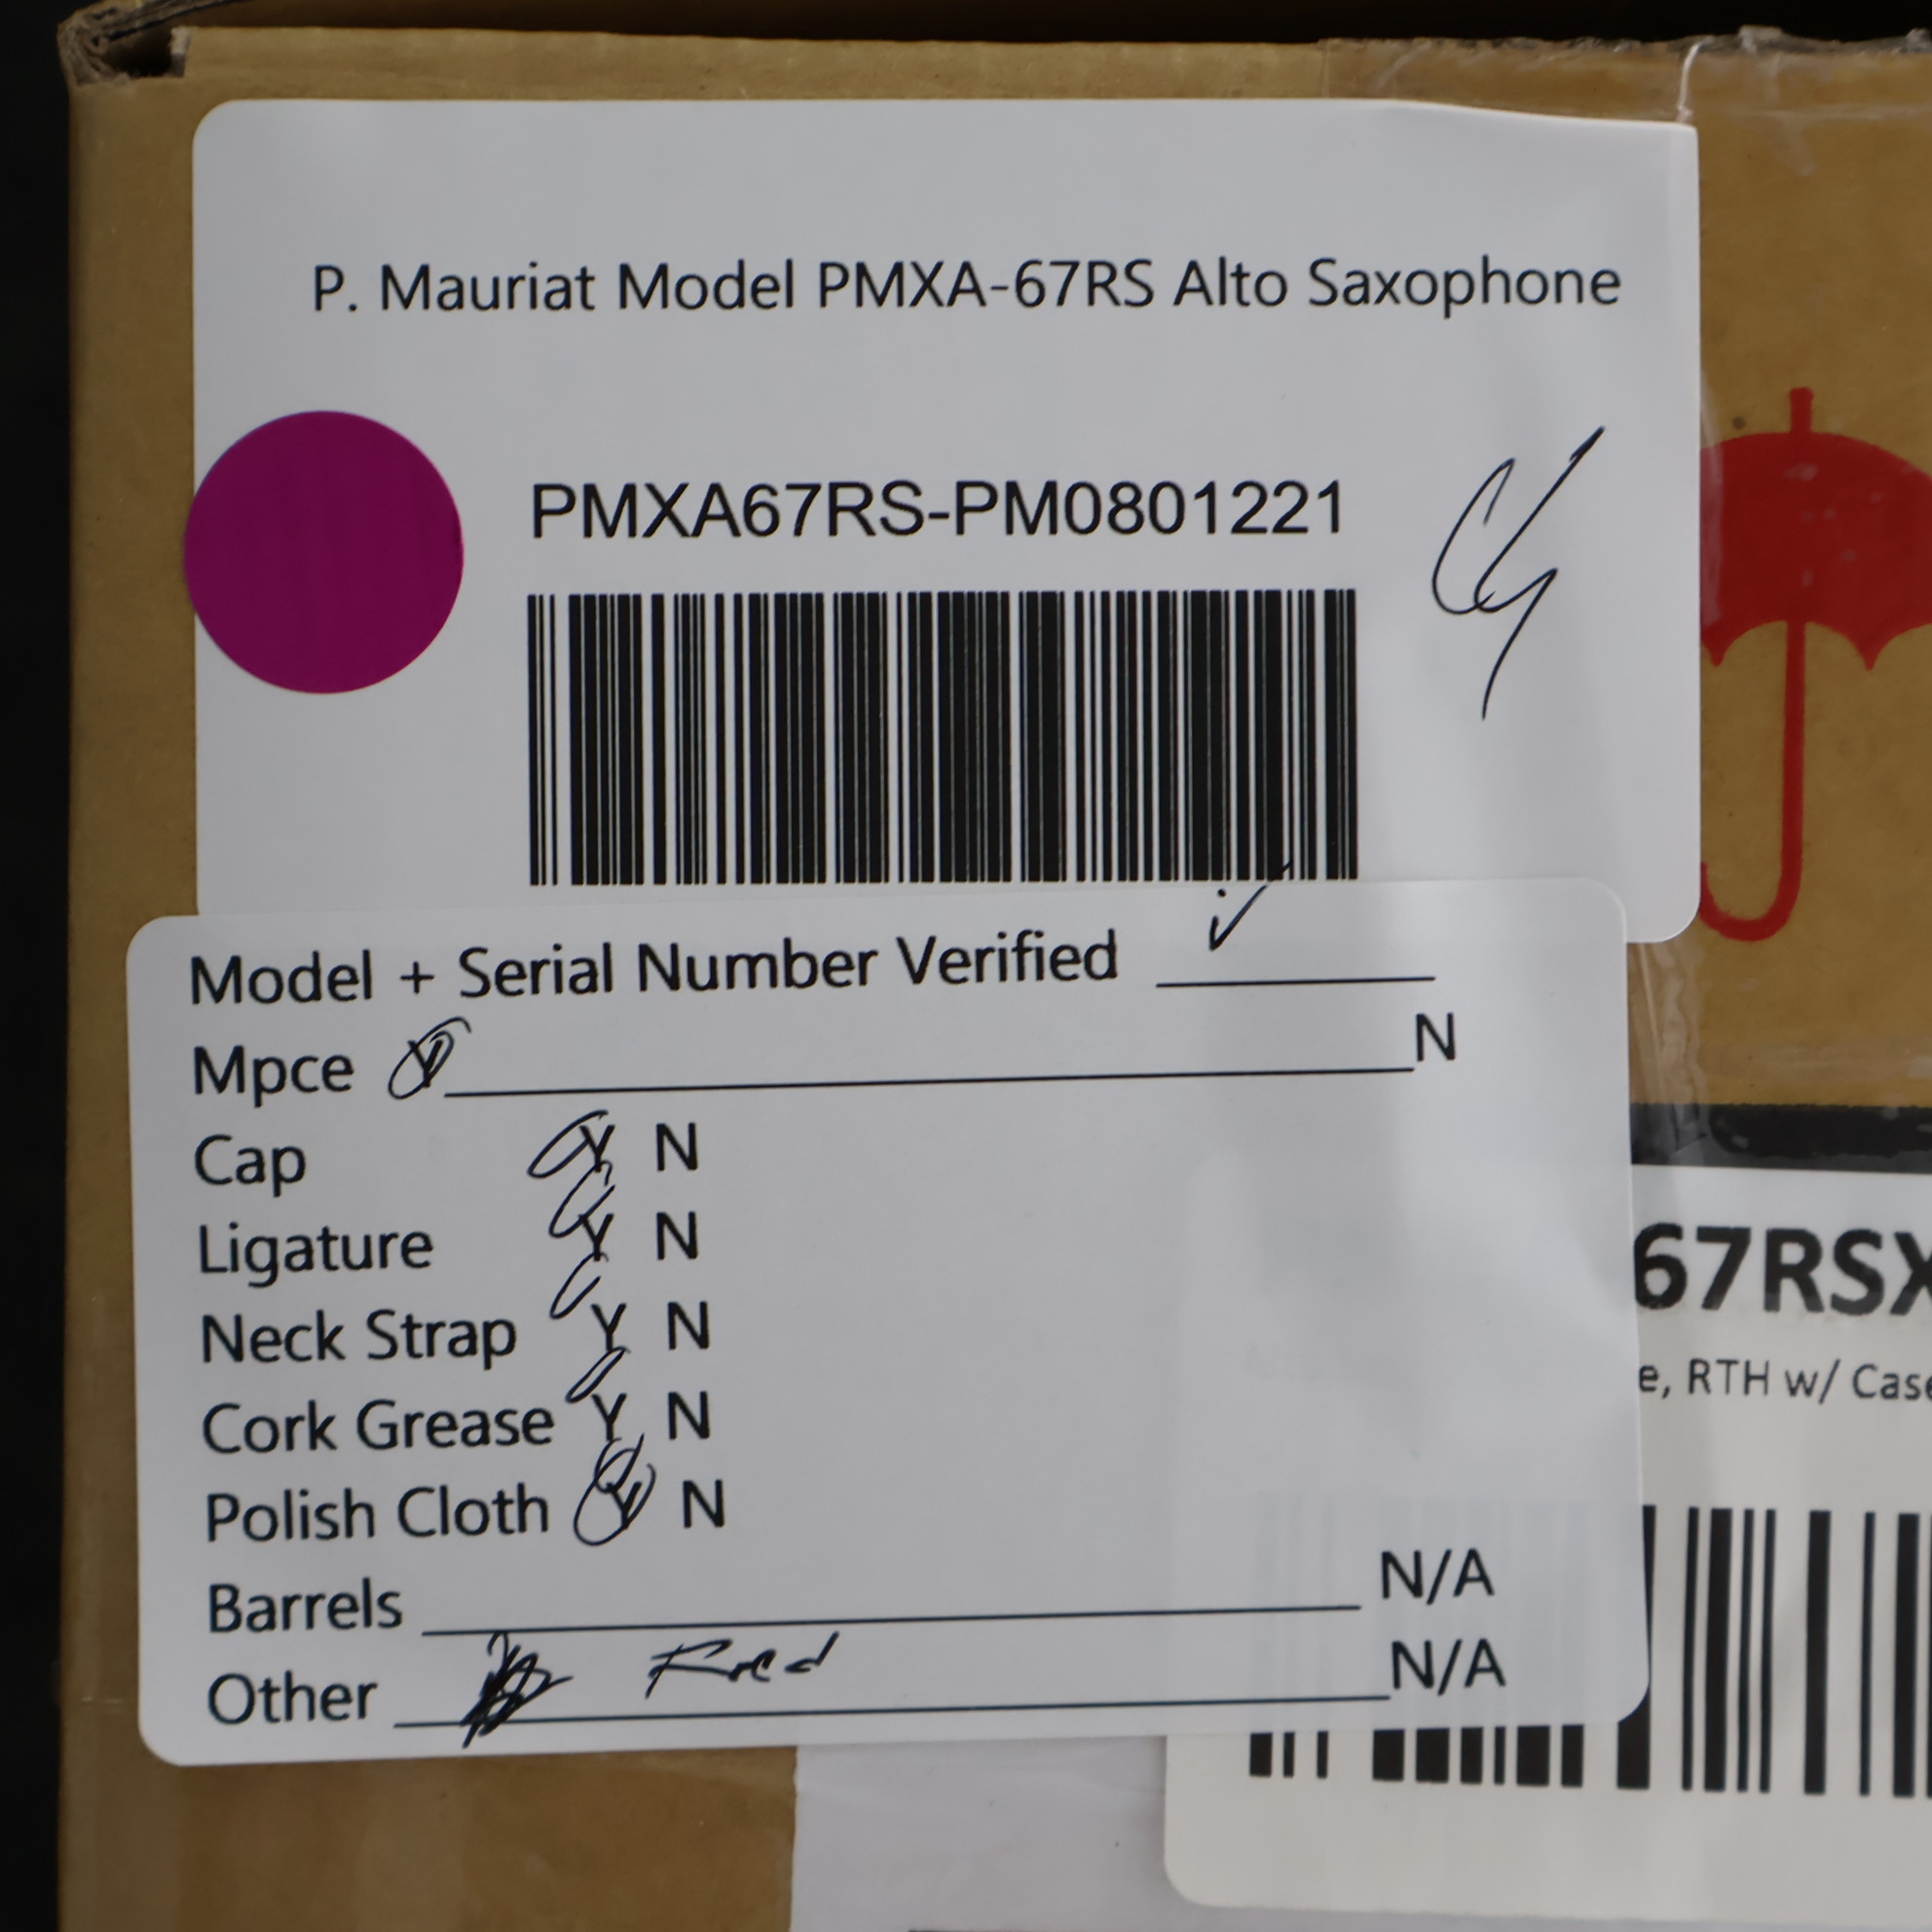 P. Mauriat Model PMXA-67RS Alto Saxophone
PMXA67RS-PM0801221
Model + Serial Number Verified ✓
Mpce Y N
Cap Y N
Ligature Y N
Neck Strap Y N
Cork Grease Y N
Polish Cloth Y N
Barrels N/A
Other Reed N/A
67RSX
e, RTH w/ Case